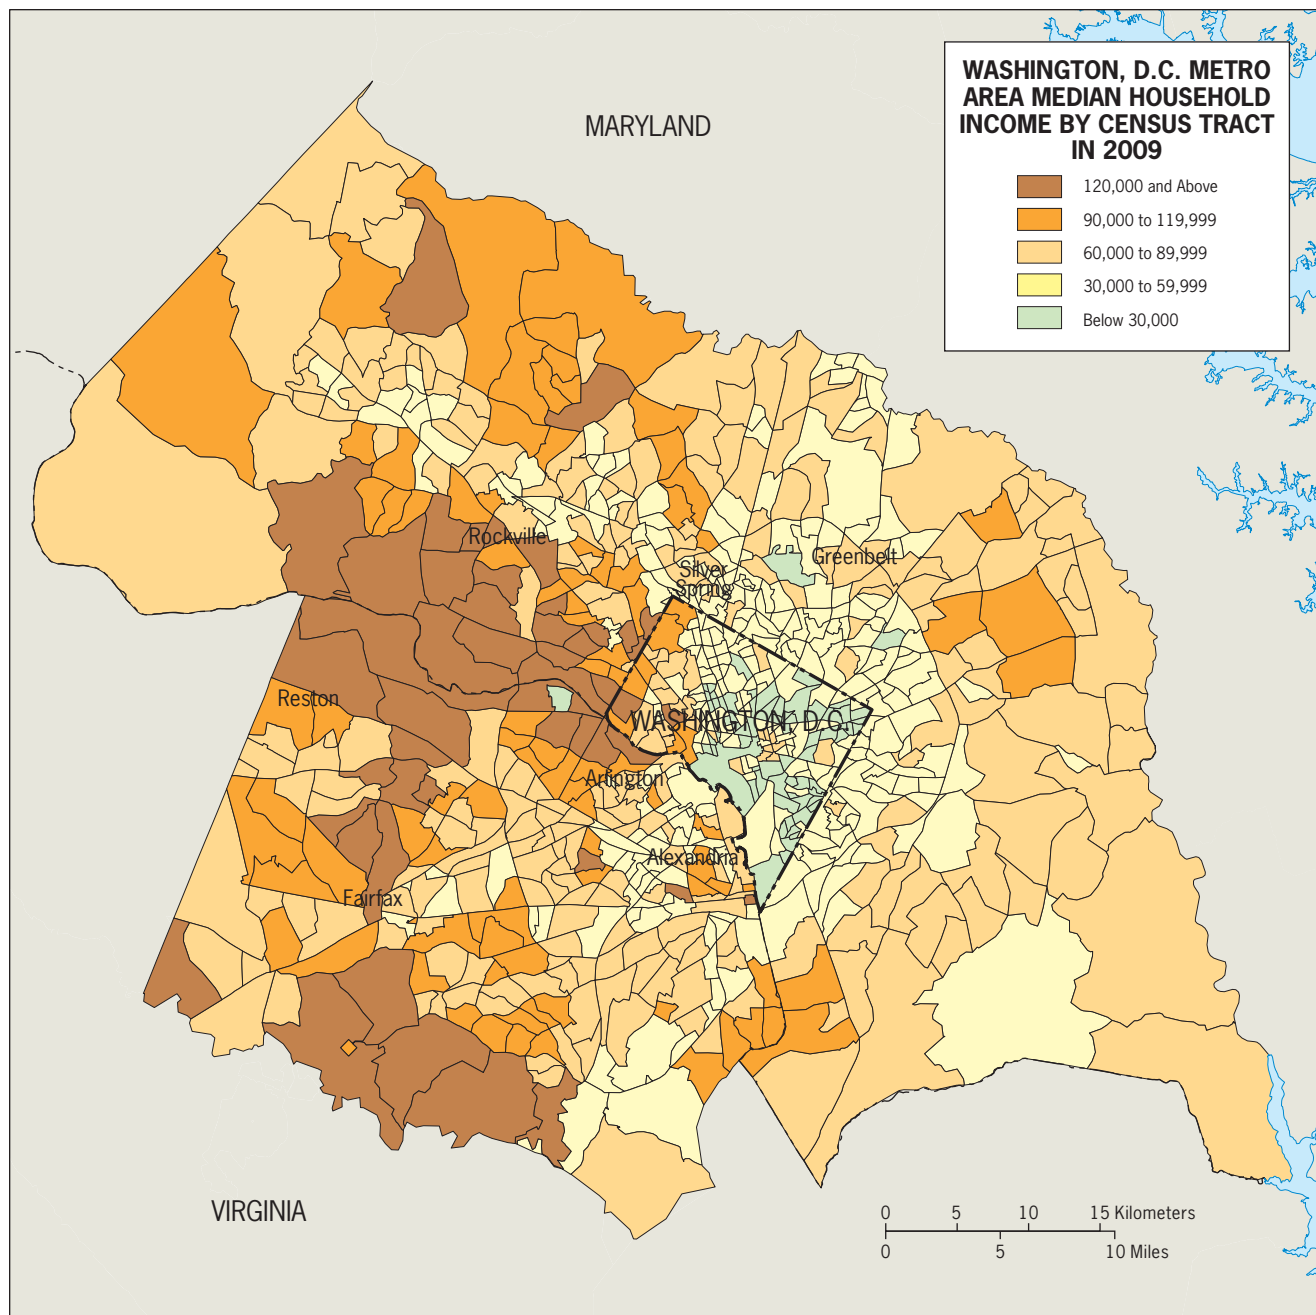 WASHINGTON, D.C. METRO
AREA MEDIAN HOUSEHOLD
INCOME BY CENSUS TRACT
IN 2009
120,000 and Above
90,000 to 119,999
60,000 to 89,999
30,000 to 59,999
Below 30,000
MARYLAND
Rockville
Greenbelt
Silver
Spring
Reston
WASHINGTON, D.C.
Arlington
Alexandria
Fairfax
VIRGINIA
0 5 10 15 Kilometers
0 5 10 Miles